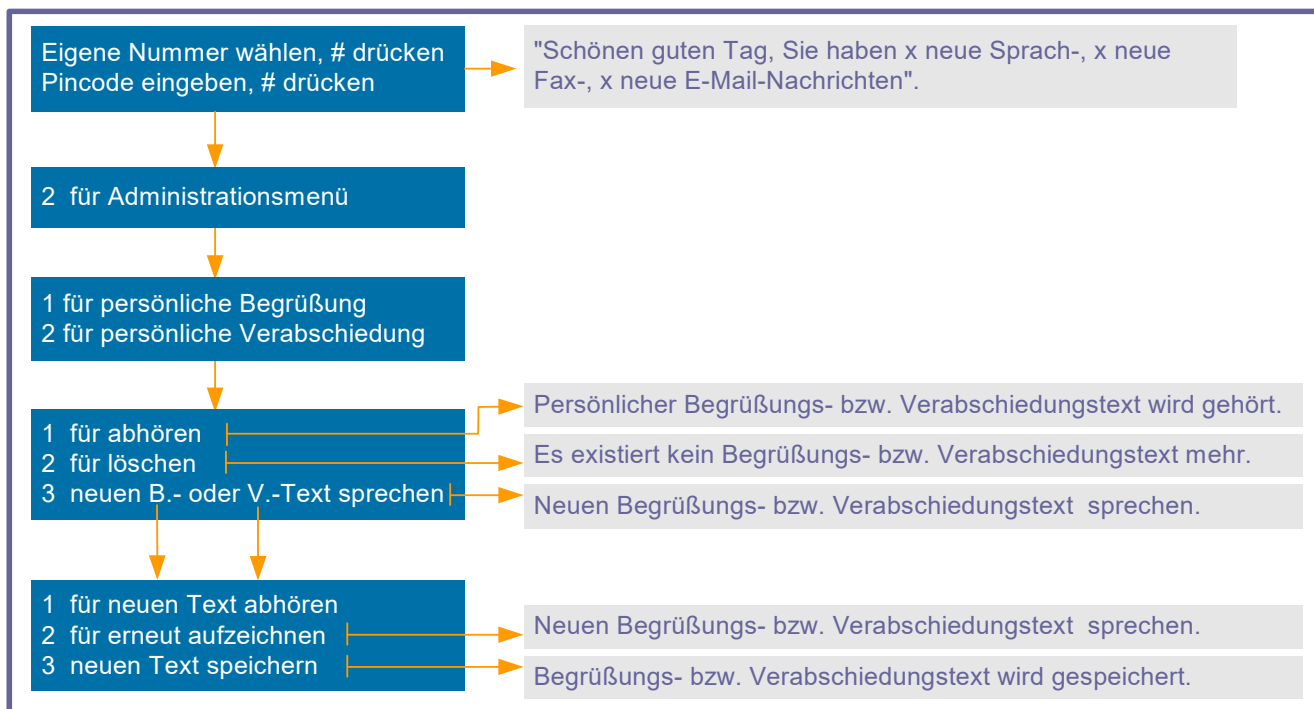 Eigene Nummer wählen, # drücken
Pincode eingeben, # drücken
"Schönen guten Tag, Sie haben x neue Sprach-, x neue
Fax-, x neue E-Mail-Nachrichten".
2 für Administrationsmenü
1 für persönliche Begrüßung
2 für persönliche Verabschiedung
1 für abhören
2 für löschen
3 neuen B.- oder V.-Text sprechen
Persönlicher Begrüßungs- bzw. Verabschiedungstext wird gehört.
Es existiert kein Begrüßungs- bzw. Verabschiedungstext mehr.
Neuen Begrüßungs- bzw. Verabschiedungstext sprechen.
1 für neuen Text abhören
2 für erneut aufzeichnen
3 neuen Text speichern
Neuen Begrüßungs- bzw. Verabschiedungstext sprechen.
Begrüßungs- bzw. Verabschiedungstext wird gespeichert.